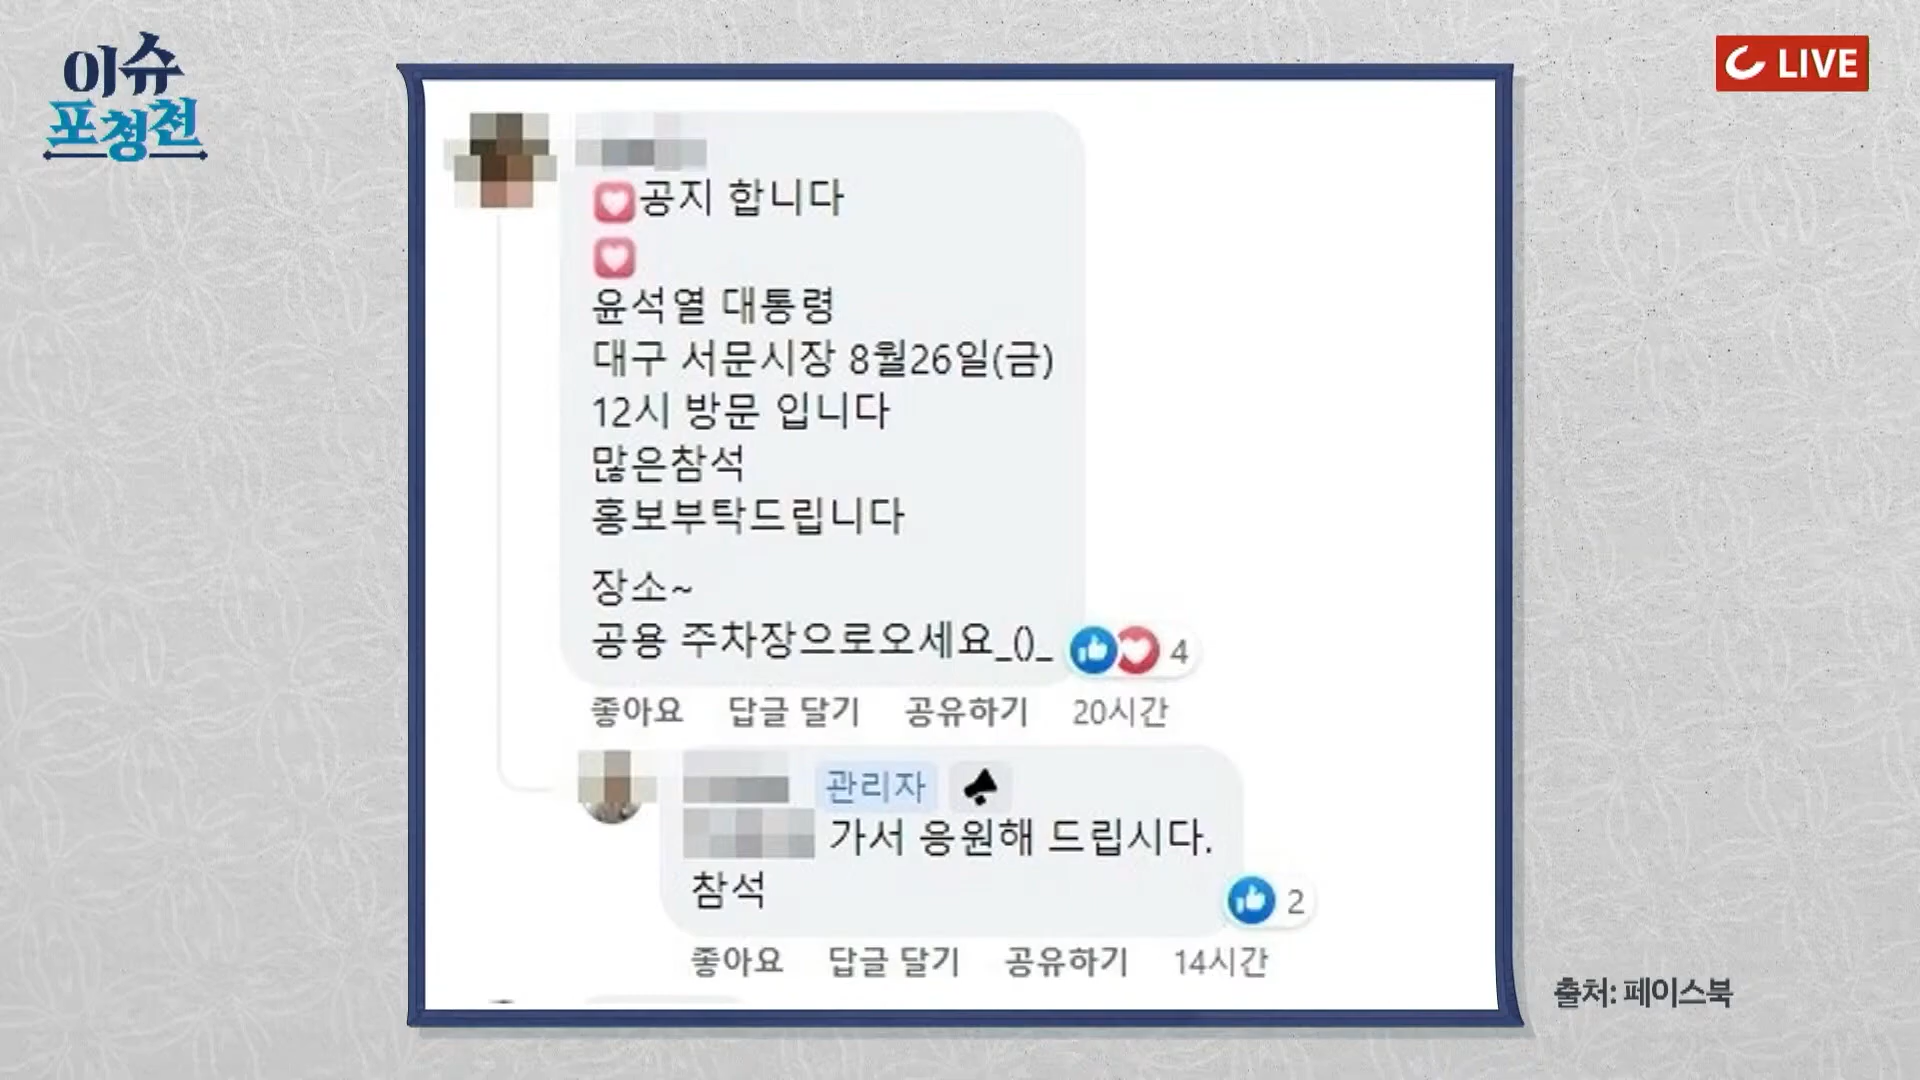 이슈
포청천
LIVE
공지 합니다
윤석열 대통령
대구 서문시장 8월26일(금)
12시 방문 입니다
많은참석
홍보부탁드립니다
장소~
공용 주차장으로오세요_()_
4
좋아요 답글 달기 공유하기 20시간
관리자
가서 응원해 드립시다.
참석
2
좋아요 답글 달기 공유하기 14시간
출처: 페이스북